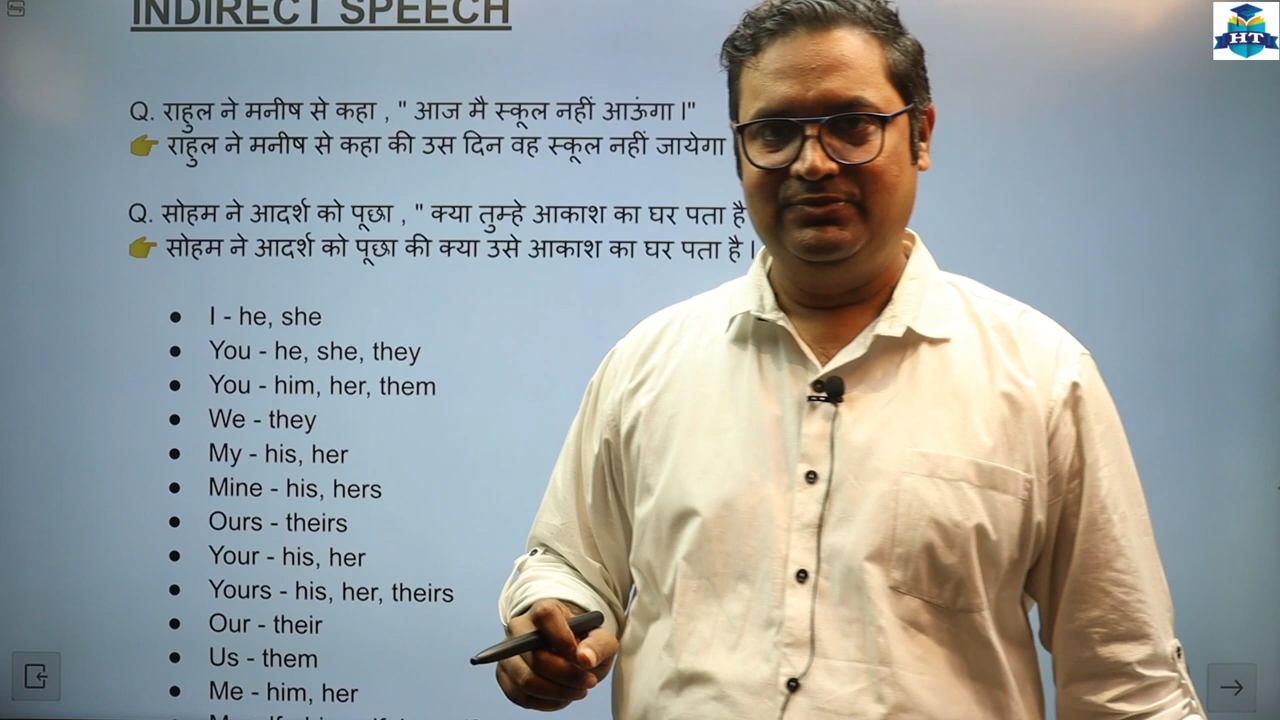 INDIRECT SPEECH
HT
Q. राहुल ने मनीष से कहा , " आज मै स्कूल नहीं आऊंगा ।"
👉 राहुल ने मनीष से कहा की उस दिन वह स्कूल नहीं जायेगा
Q. सोहम ने आदर्श को पूछा , " क्या तुम्हे आकाश का घर पता है
👉 सोहम ने आदर्श को पूछा की क्या उसे आकाश का घर पता है ।
● I - he, she
● You - he, she, they
● You - him, her, them
● We - they
● My - his, her
● Mine - his, hers
● Ours - theirs
● Your - his, her
● Yours - his, her, theirs
● Our - their
● Us - them
● Me - him, her